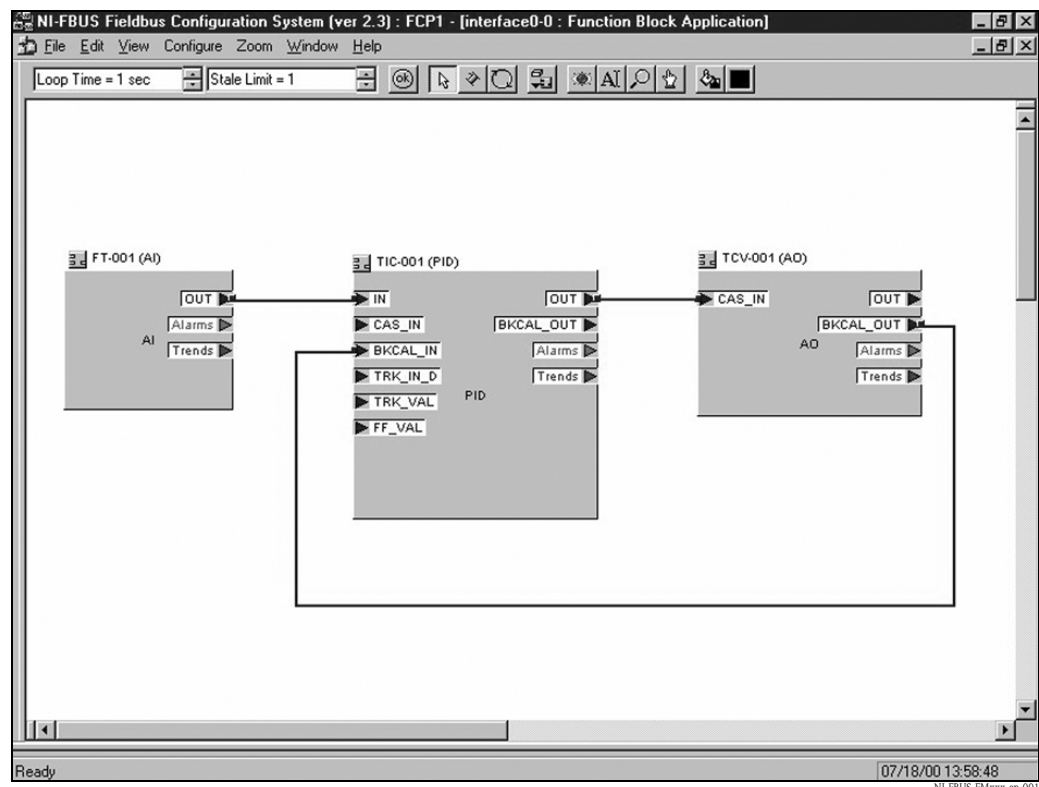 NI-FBUS Fieldbus Configuration System (ver 2.3) : FCP1 - [interface0-0 : Function Block Application]
File Edit View Configure Zoom Window Help
Loop Time = 1 sec Stale Limit = 1 OK AI
FT-001 (AI)
OUT
Alarms
Trends
AI
TIC-001 (PID)
IN
CAS_IN
BKCAL_IN
TRK_IN_D
TRK_VAL
FF_VAL
OUT
BKCAL_OUT
Alarms
Trends
PID
TCV-001 (AO)
CAS_IN
OUT
BKCAL_OUT
Alarms
Trends
AO
Ready 07/18/00 13:58:48